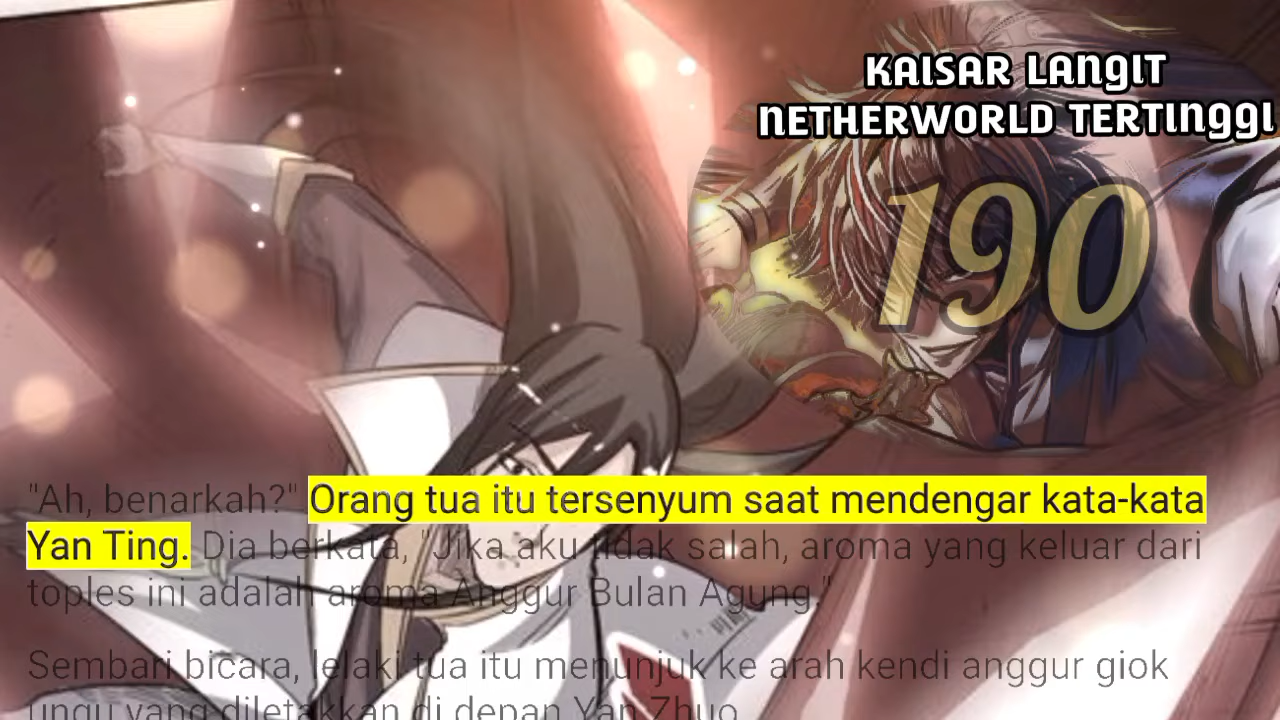 KAISAR LANGIT
NETHERWORLD TERTINGGI
190
"Ah, benarkah?" Orang tua itu tersenyum saat mendengar kata-kata
Yan Ting. Dia berkata, "Jika aku tidak salah, aroma yang keluar dari
toples ini adalah aroma Anggur Bulan Agung."
Sembari bicara, lelaki tua itu menunjuk ke arah kendi anggur giok
ungu yang diletakkan di depan Yan Zhuo.